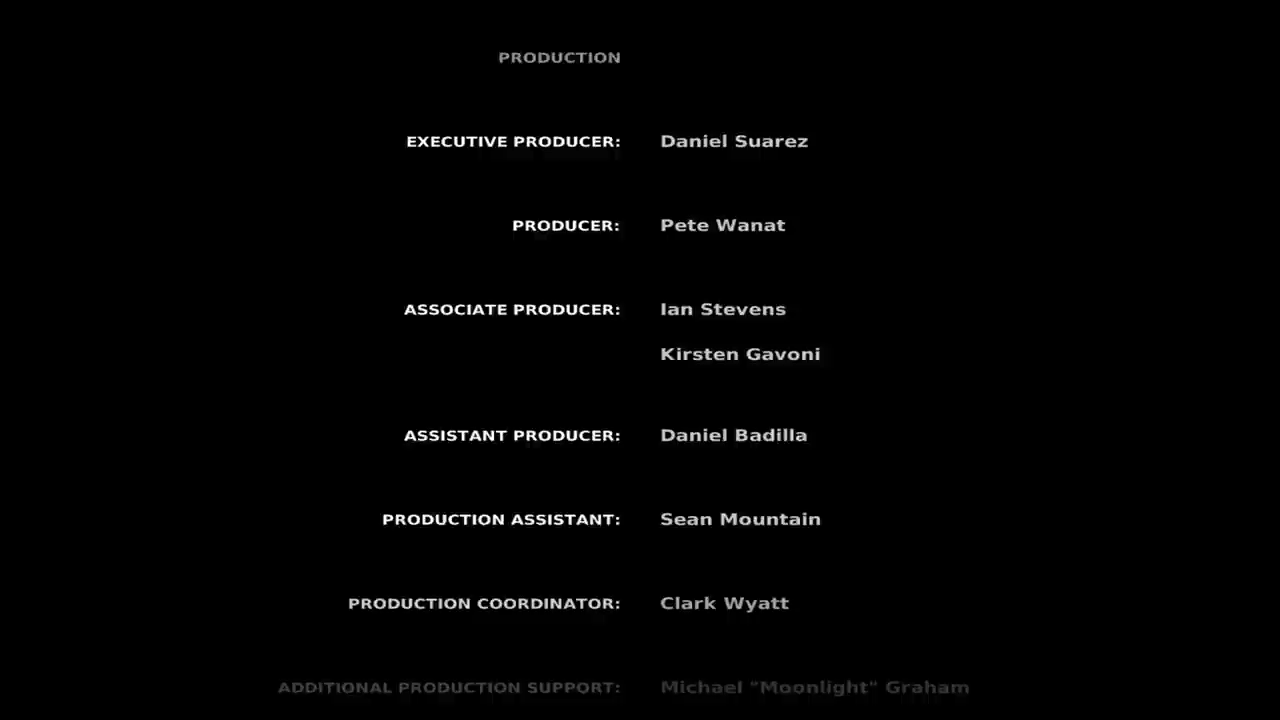 PRODUCTION
EXECUTIVE PRODUCER: Daniel Suarez
PRODUCER: Pete Wanat
ASSOCIATE PRODUCER: Ian Stevens
Kirsten Gavoni
ASSISTANT PRODUCER: Daniel Badilla
PRODUCTION ASSISTANT: Sean Mountain
PRODUCTION COORDINATOR: Clark Wyatt
ADDITIONAL PRODUCTION SUPPORT: Michael "Moonlight" Graham